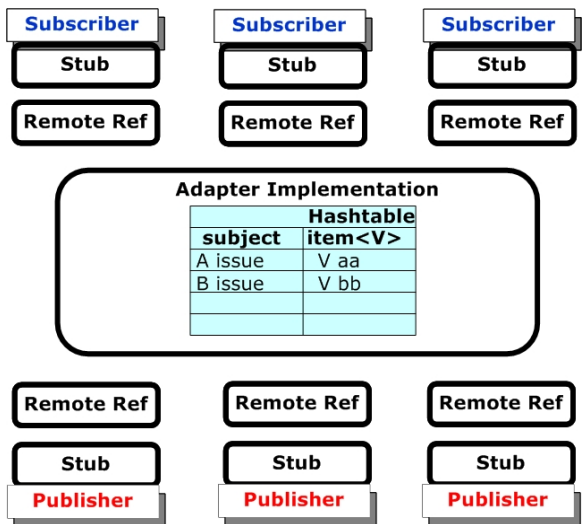 Subscriber Subscriber Subscriber
Stub Stub Stub
Remote Ref Remote Ref Remote Ref
Adapter Implementation
Hashtable
subject item<V>
A issue V aa
B issue V bb
Remote Ref Remote Ref Remote Ref
Stub Stub Stub
Publisher Publisher Publisher